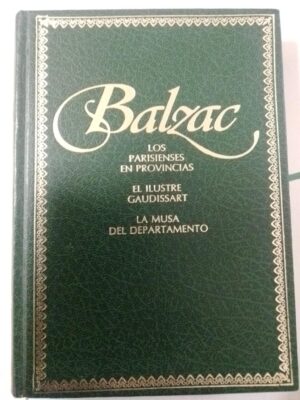 Balzac
LOS
PARISIENSES
EN PROVINCIAS
EL ILUSTRE
GAUDISSART
LA MUSA
DEL DEPARTAMENTO